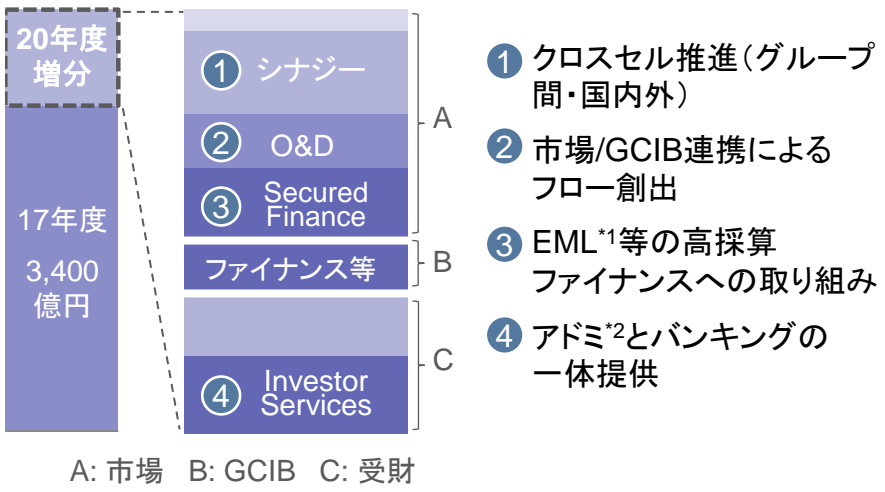 20年度
増分
17年度
3,400
億円
① シナジー
② O&D
③ Secured
Finance
ファイナンス等
④ Investor
Services
A
B
C
① クロスセル推進（グループ
間・国内外）
② 市場/GCIB連携による
フロー創出
③ EML*1等の高採算
ファイナンスへの取り組み
④ アドミ*2とバンキングの
一体提供
A: 市場 B: GCIB C: 受財